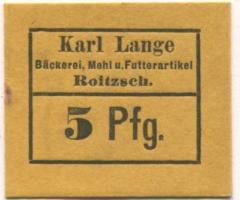 Karl Lange
Bäckerei, Mehl u. Futterartikel
Roitzsch.
5 Pfg.